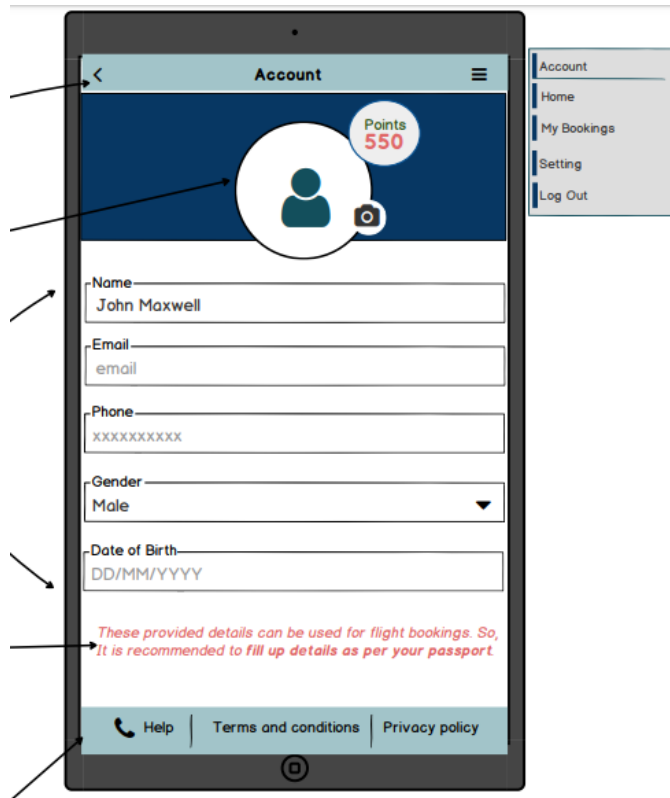 Account
Points
550
Name
John Maxwell
Email
email
Phone
xxxxxxxxxx
Gender
Male
Date of Birth
DD/MM/YYYY
These provided details can be used for flight bookings. So,
It is recommended to fill up details as per your passport.
Help
Terms and conditions
Privacy policy
Account
Home
My Bookings
Setting
Log Out